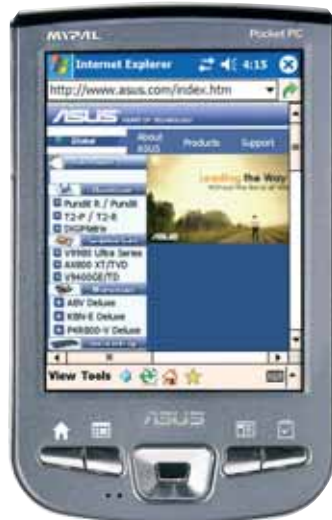 MYPAL Pocket PC
Internet Explorer 4:15
http://www.asus.com/index.htm
ASUS
Global About ASUS Products Support
Leading the Way
Pundit R / Pundit
T2-P / T2-R
DIGIMatrix
V9980 Ultra Series
AX800 XT/TVD
V9400GE/TD
ASUS
A8V Deluxe
K8N-E Deluxe
P4R800-V Deluxe
View Tools
ASUS